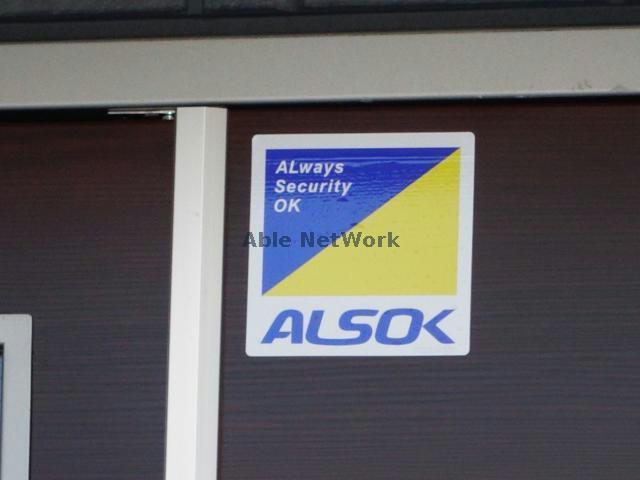 ALways
Security
OK
Able NetWork
ALSOK